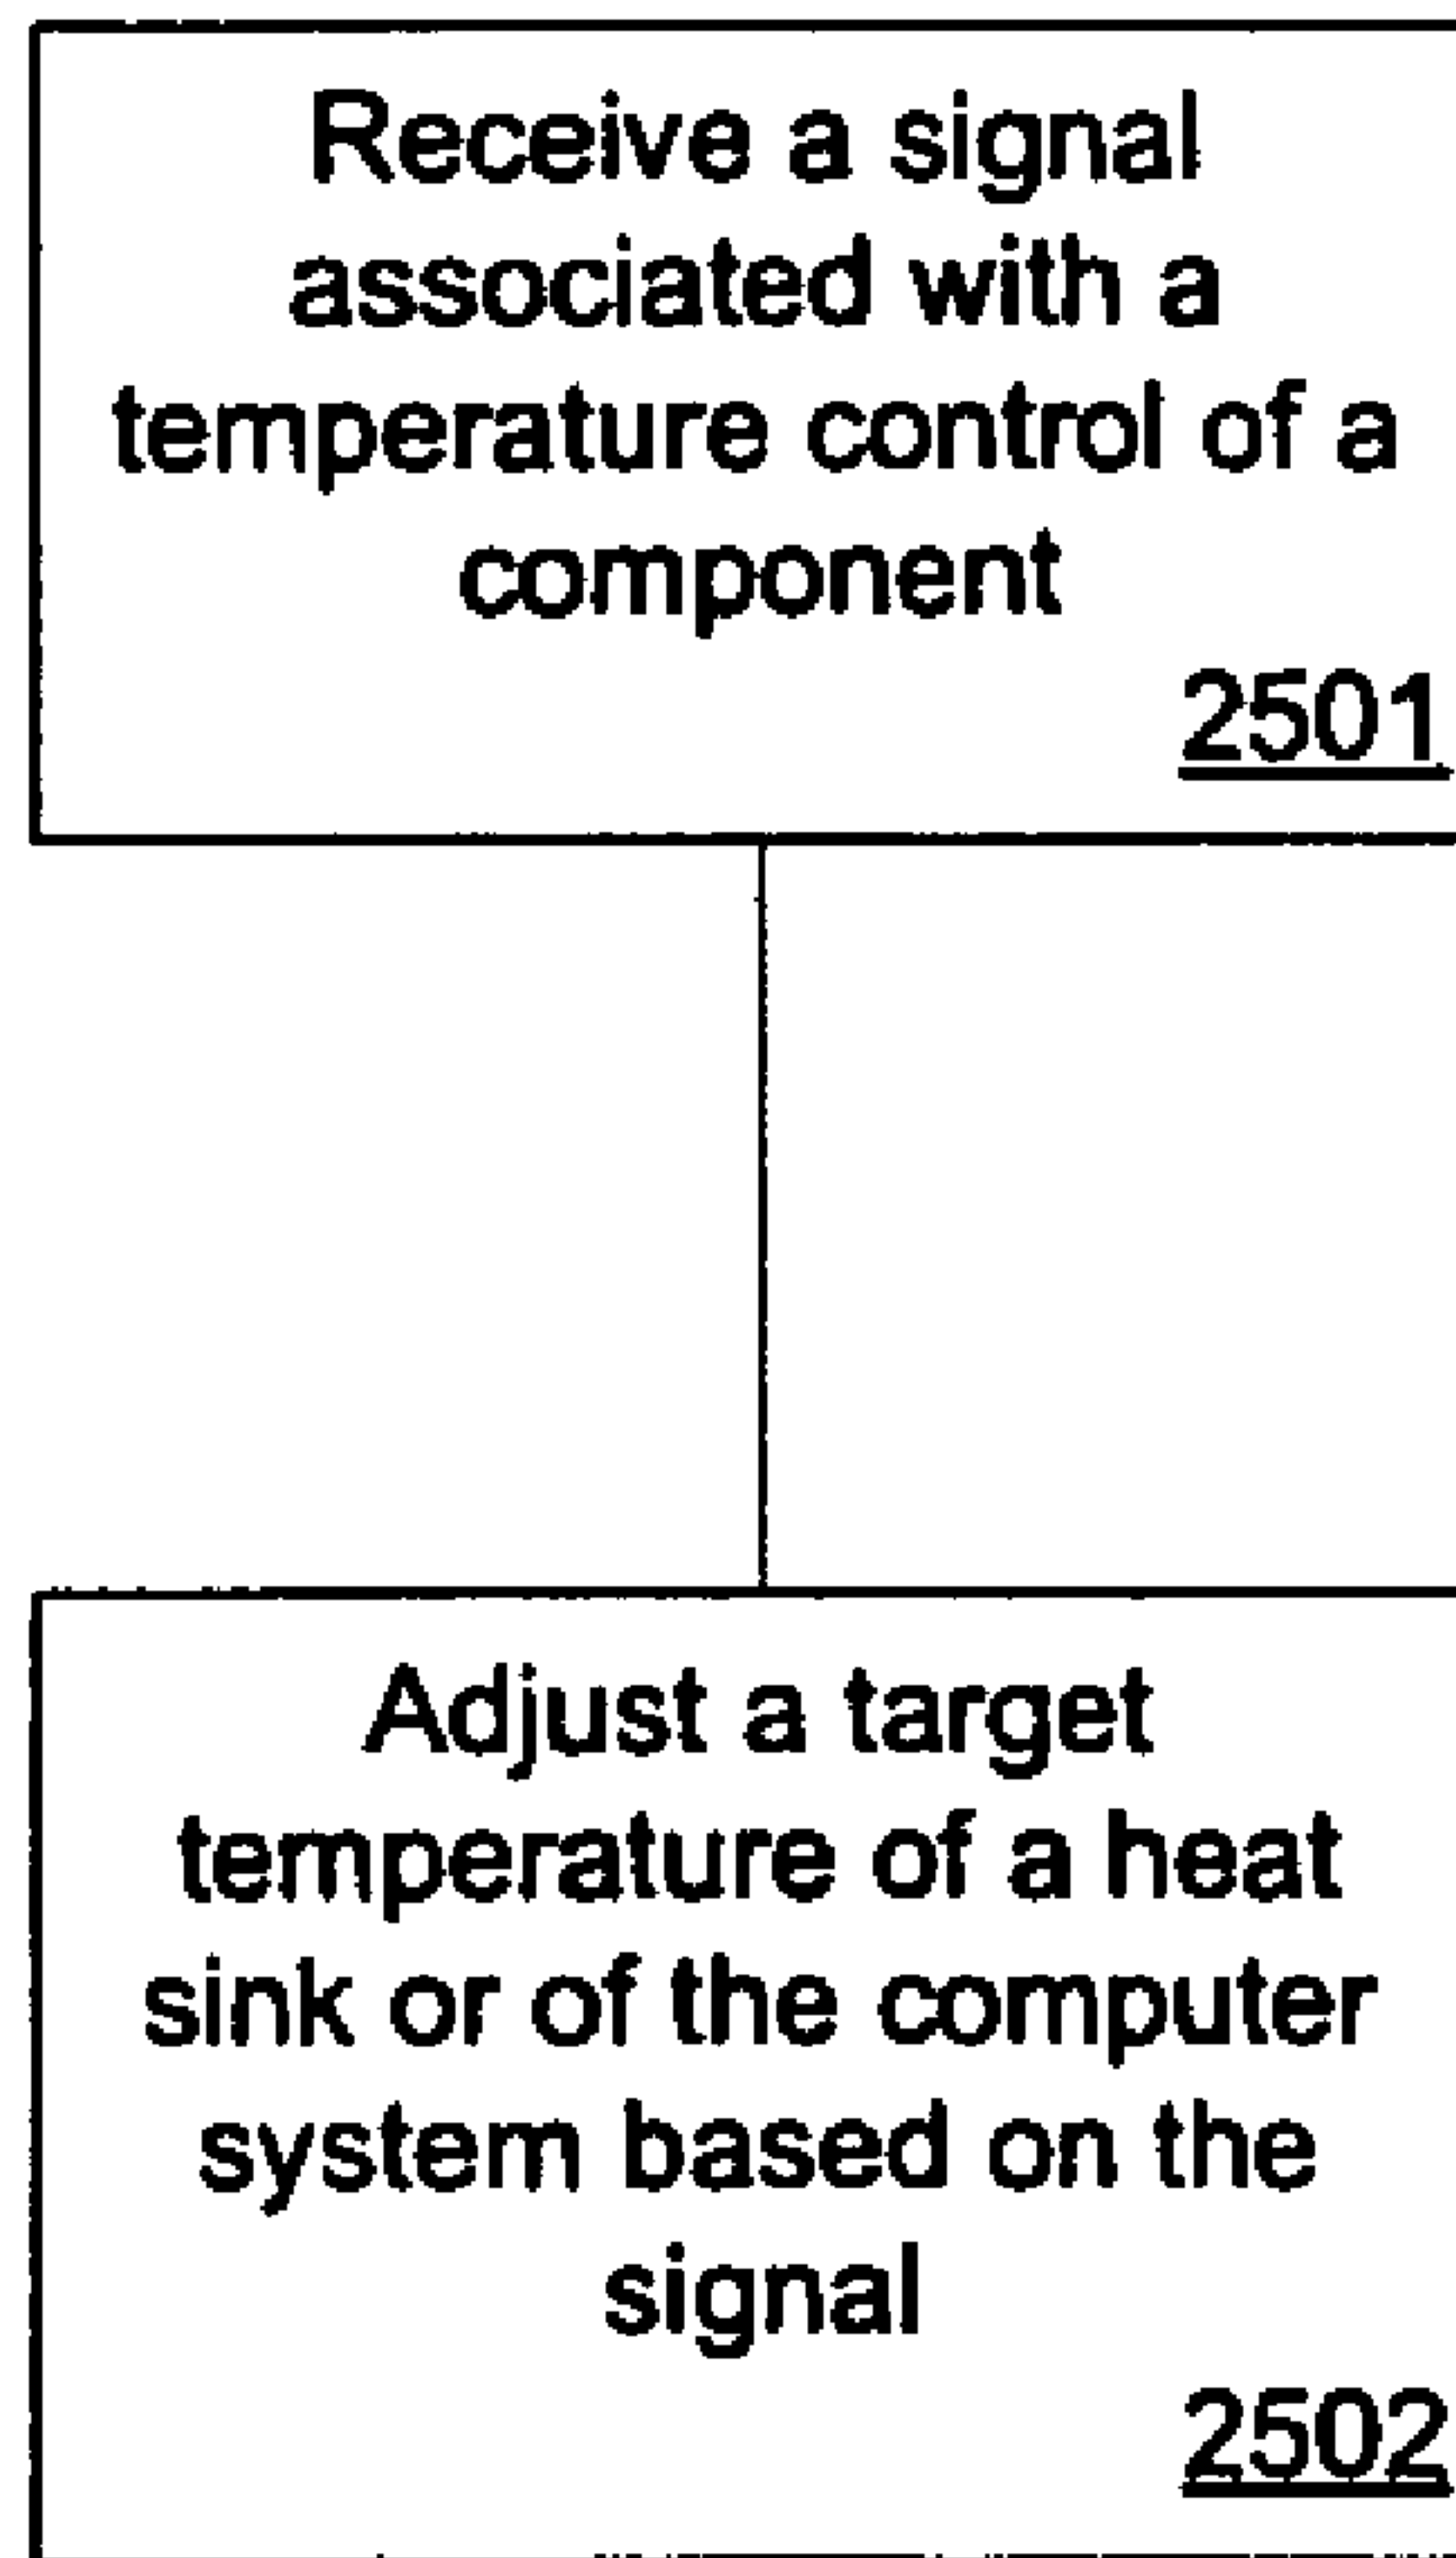 Receive a signal
associated with a
temperature control of a
component
2501
Adjust a target
temperature of a heat
sink or of the computer
system based on the
signal
2502